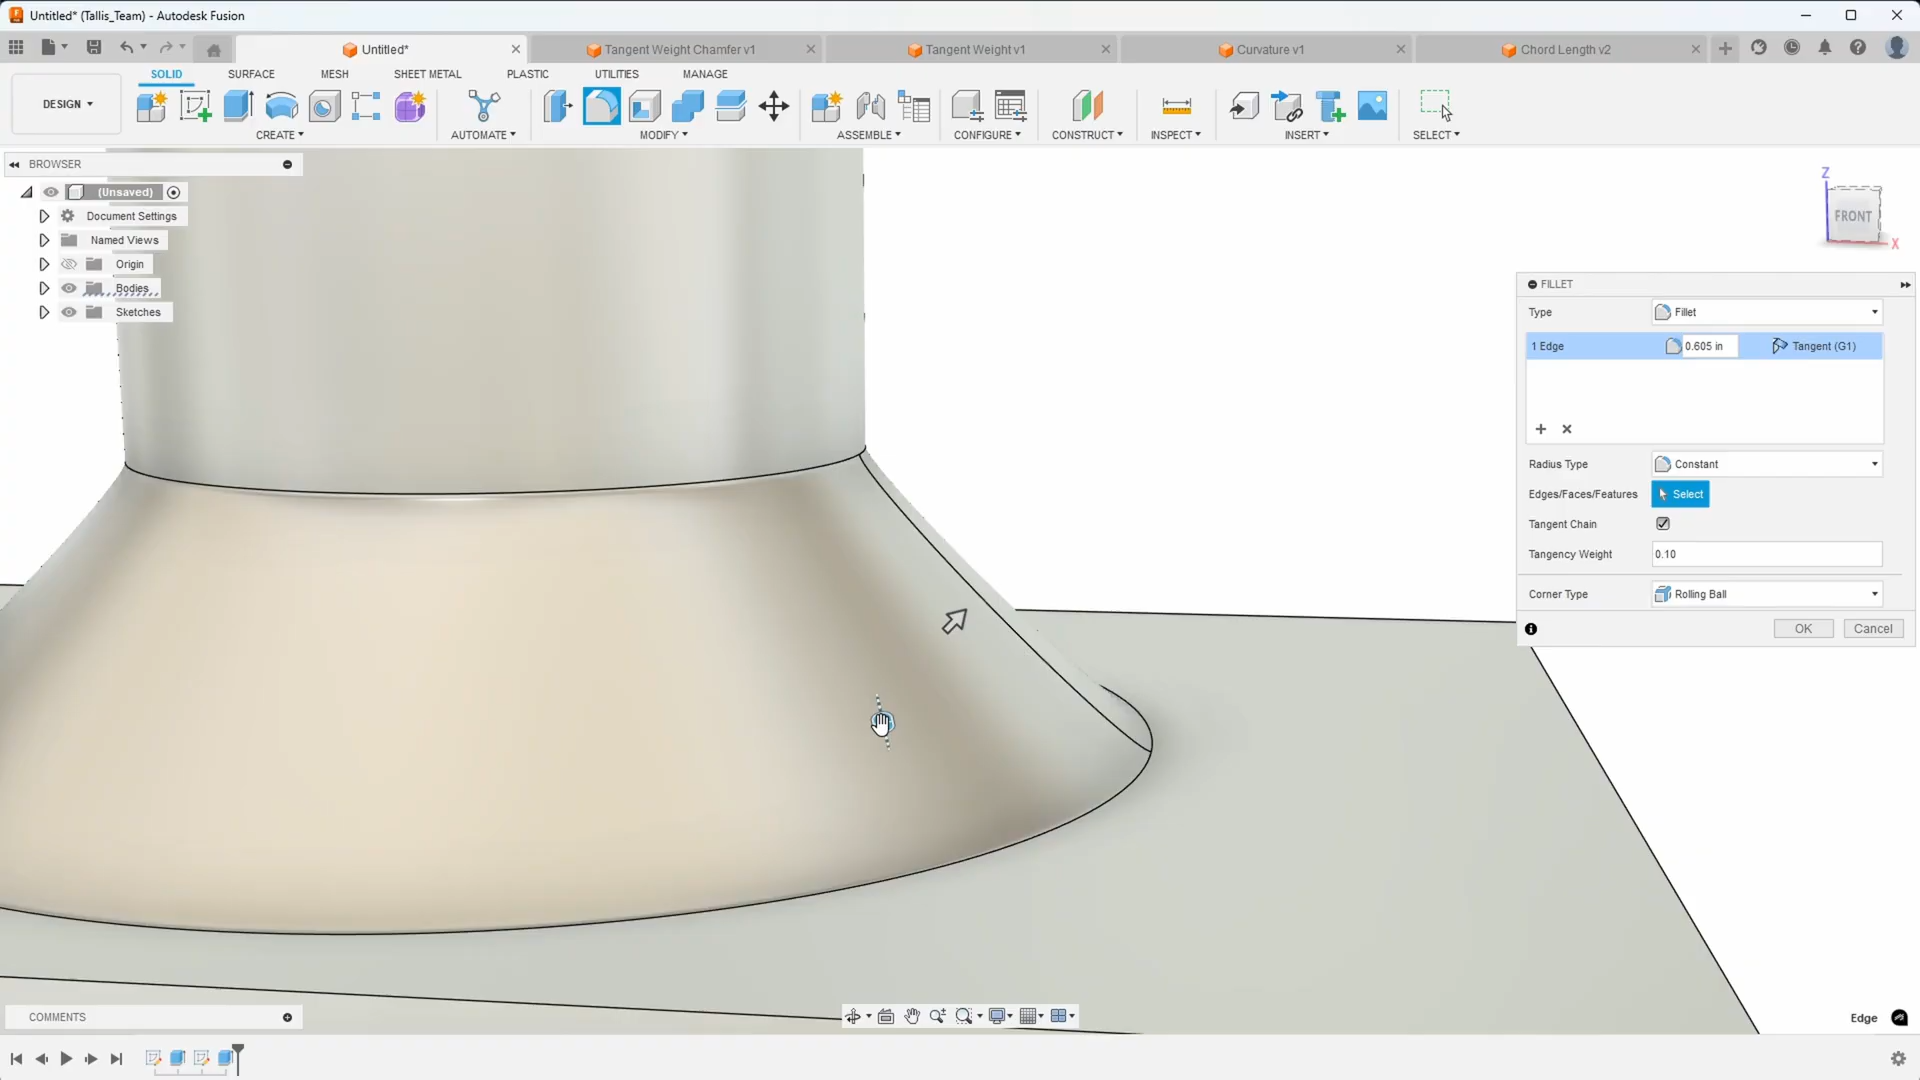 Untitled* (Tallis_Team) - Autodesk Fusion
Untitled*
Tangent Weight Chamfer v1
Tangent Weight v1
Curvature v1
Chord Length v2
DESIGN
SOLID
SURFACE
MESH
SHEET METAL
PLASTIC
UTILITIES
MANAGE
CREATE
AUTOMATE
MODIFY
ASSEMBLE
CONFIGURE
CONSTRUCT
INSPECT
INSERT
SELECT
BROWSER
(Unsaved)
Document Settings
Named Views
Origin
Bodies
Sketches
Z
FRONT
X
FILLET
Type Fillet
1 Edge 0.605 in Tangent (G1)
Radius Type Constant
Edges/Faces/Features Select
Tangent Chain
Tangency Weight 0.10
Corner Type Rolling Ball
OK Cancel
COMMENTS
Edge